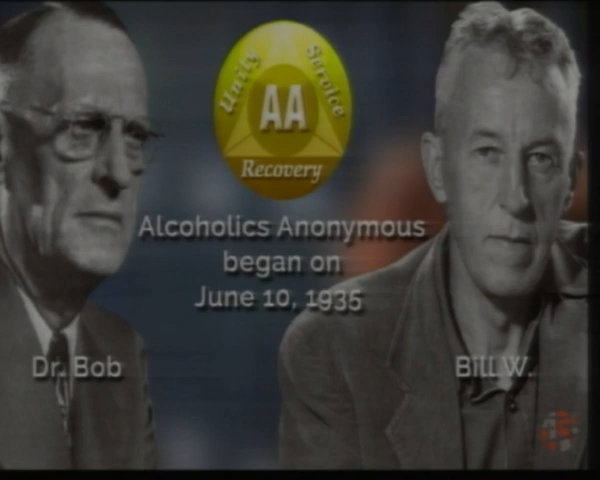 Unity
Service
AA
Recovery
Alcoholics Anonymous
began on
June 10, 1935
Dr. Bob
Bill W.